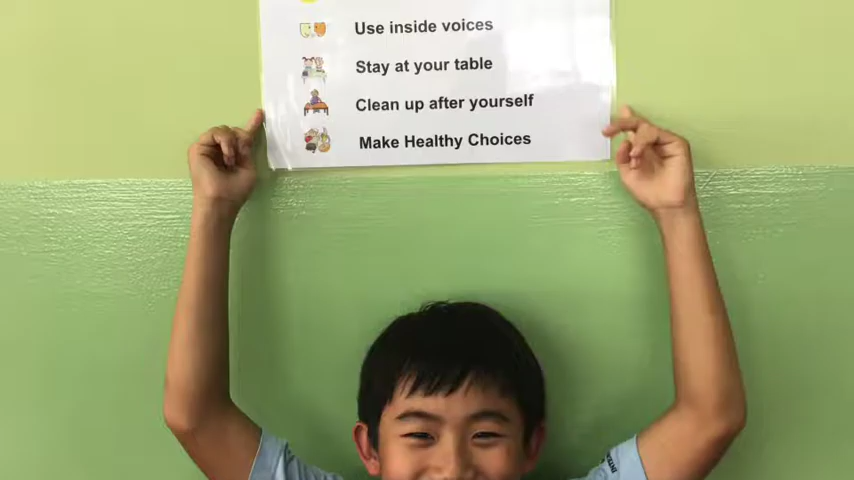 Use inside voices
Stay at your table
Clean up after yourself
Make Healthy Choices